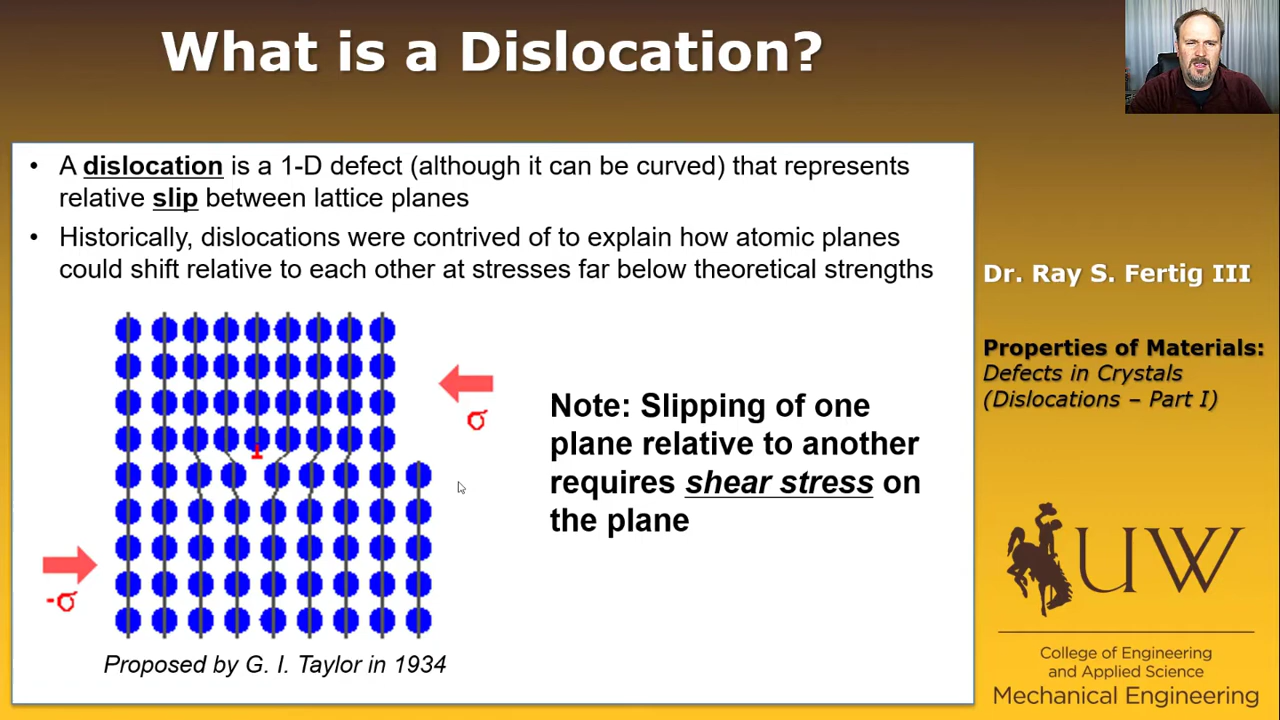 What is a Dislocation?
• A dislocation is a 1-D defect (although it can be curved) that represents
relative slip between lattice planes
• Historically, dislocations were contrived of to explain how atomic planes
could shift relative to each other at stresses far below theoretical strengths
σ
-σ
Note: Slipping of one
plane relative to another
requires shear stress on
the plane
Proposed by G. I. Taylor in 1934
Dr. Ray S. Fertig III
Properties of Materials:
Defects in Crystals
(Dislocations – Part I)
UW
College of Engineering
and Applied Science
Mechanical Engineering